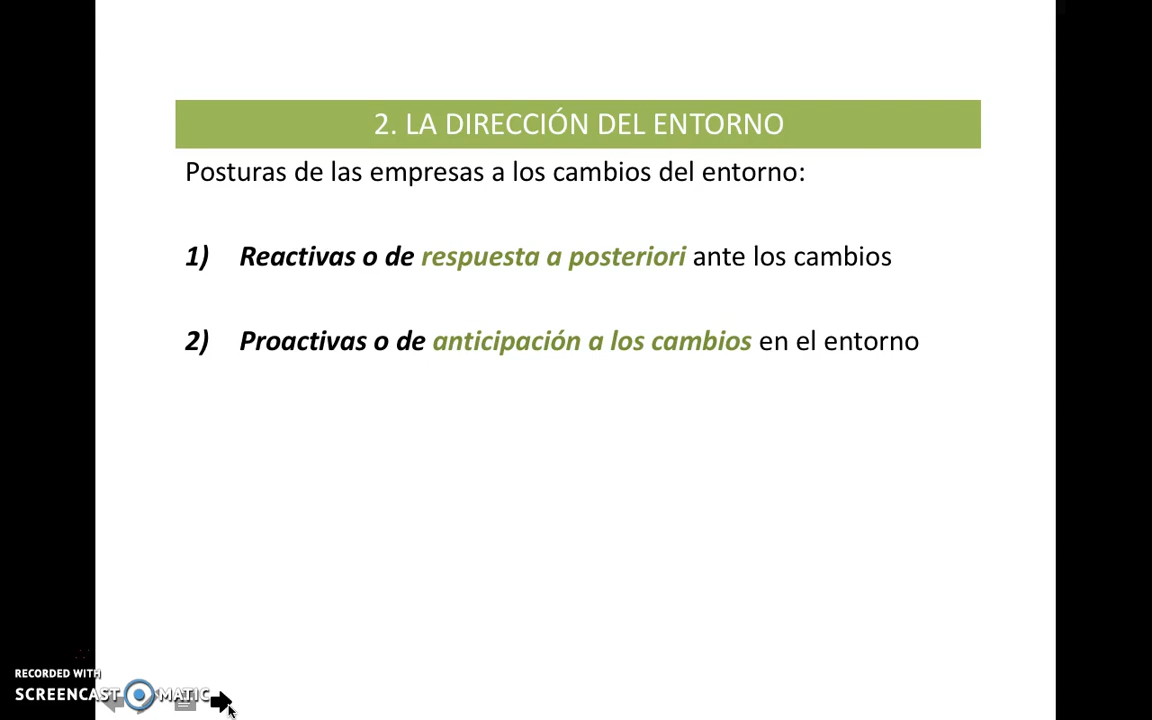 2. LA DIRECCIÓN DEL ENTORNO
Posturas de las empresas a los cambios del entorno:
1) Reactivas o de respuesta a posteriori ante los cambios
2) Proactivas o de anticipación a los cambios en el entorno
RECORDED WITH
SCREENCAST MATIC